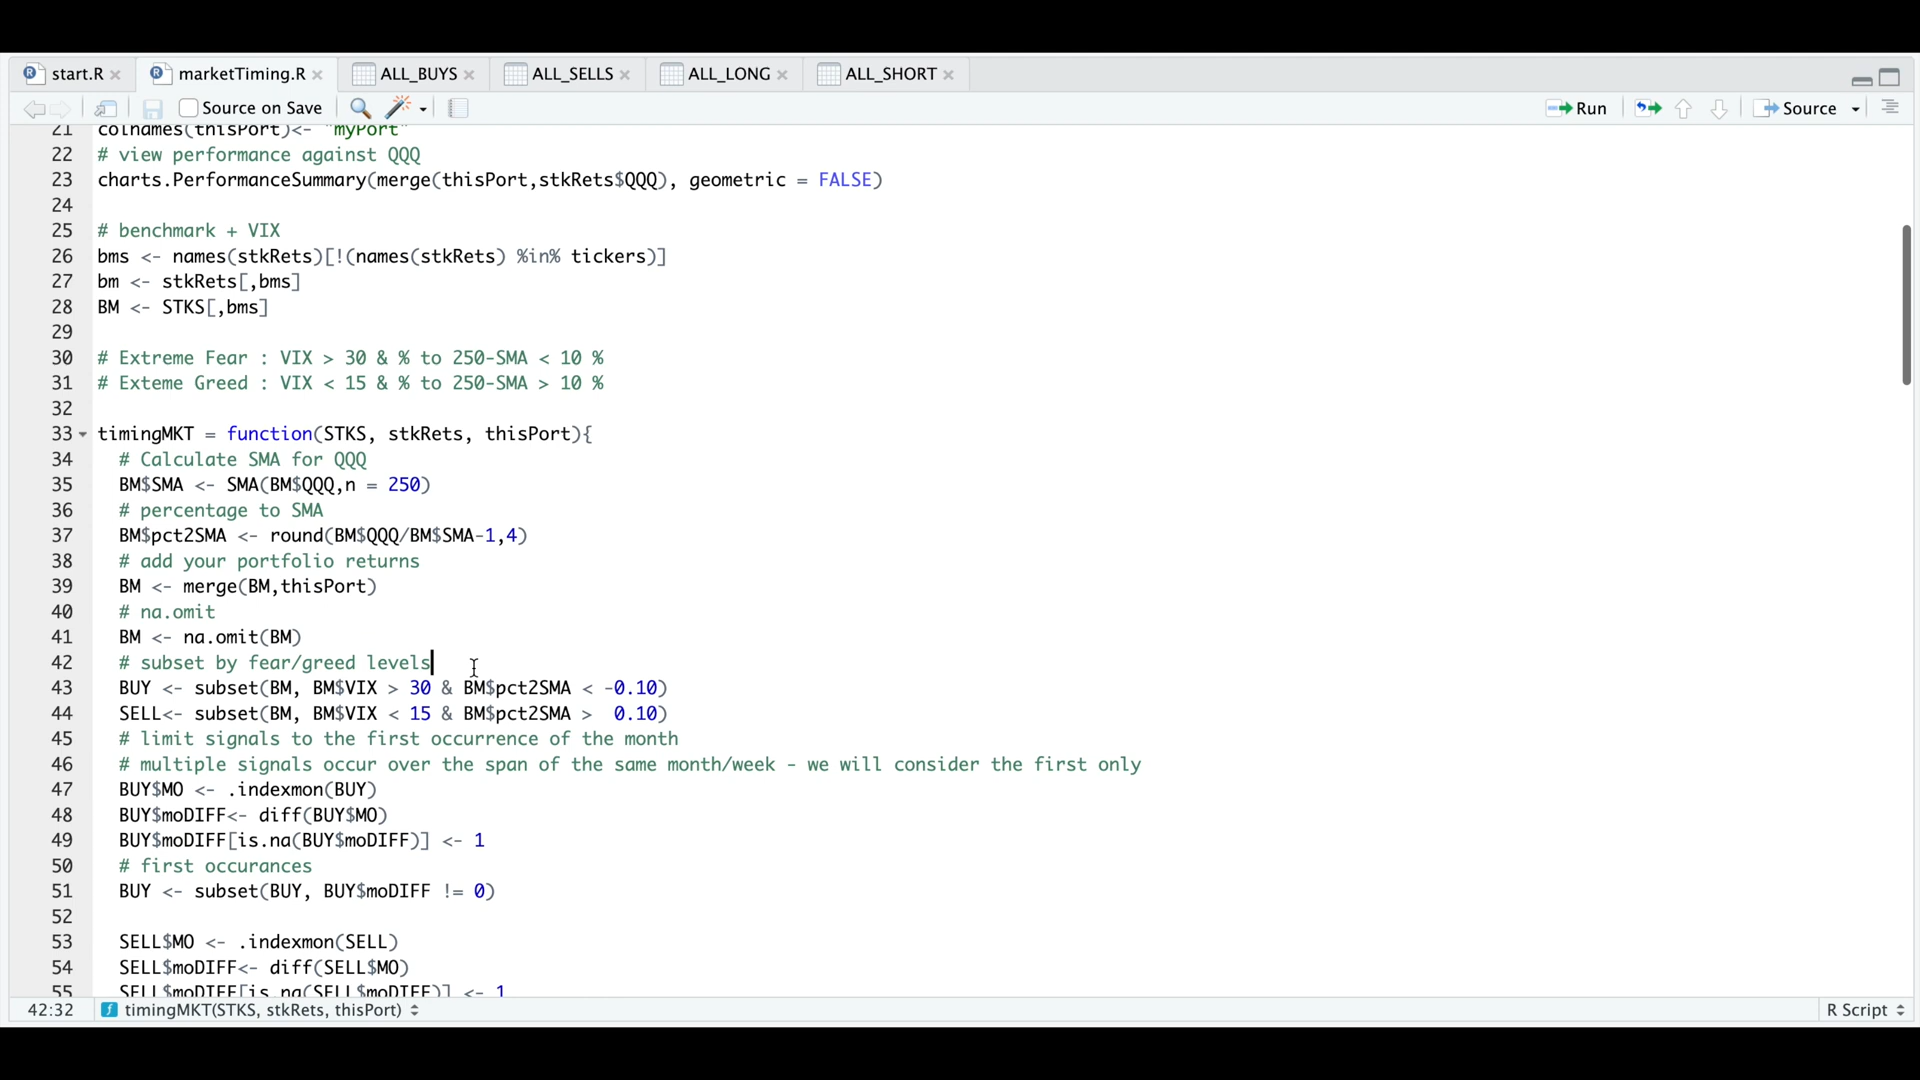 start.R
marketTiming.R
ALL_BUYS
ALL_SELLS
ALL_LONG
ALL_SHORT
Source on Save
Run
Source
21 colnames(thisPort)<- "myPort"
22 # view performance against QQQ
23 charts.PerformanceSummary(merge(thisPort,stkRets$QQQ), geometric = FALSE)
24
25 # benchmark + VIX
26 bms <- names(stkRets)[!(names(stkRets) %in% tickers)]
27 bm <- stkRets[,bms]
28 BM <- STKS[,bms]
29
30 # Extreme Fear : VIX > 30 & % to 250-SMA < 10 %
31 # Exteme Greed : VIX < 15 & % to 250-SMA > 10 %
32
33 timingMKT = function(STKS, stkRets, thisPort){
34 # Calculate SMA for QQQ
35 BM$SMA <- SMA(BM$QQQ,n = 250)
36 # percentage to SMA
37 BM$pct2SMA <- round(BM$QQQ/BM$SMA-1,4)
38 # add your portfolio returns
39 BM <- merge(BM,thisPort)
40 # na.omit
41 BM <- na.omit(BM)
42 # subset by fear/greed levels
43 BUY <- subset(BM, BM$VIX > 30 & BM$pct2SMA < -0.10)
44 SELL<- subset(BM, BM$VIX < 15 & BM$pct2SMA >  0.10)
45 # limit signals to the first occurrence of the month
46 # multiple signals occur over the span of the same month/week - we will consider the first only
47 BUY$MO <- .indexmon(BUY)
48 BUY$moDIFF<- diff(BUY$MO)
49 BUY$moDIFF[is.na(BUY$moDIFF)] <- 1
50 # first occurances
51 BUY <- subset(BUY, BUY$moDIFF != 0)
52
53 SELL$MO <- .indexmon(SELL)
54 SELL$moDIFF<- diff(SELL$MO)
55 SELL$moDIFF[is.na(SELL$moDIFF)] <- 1
42:32
timingMKT(STKS, stkRets, thisPort)
R Script